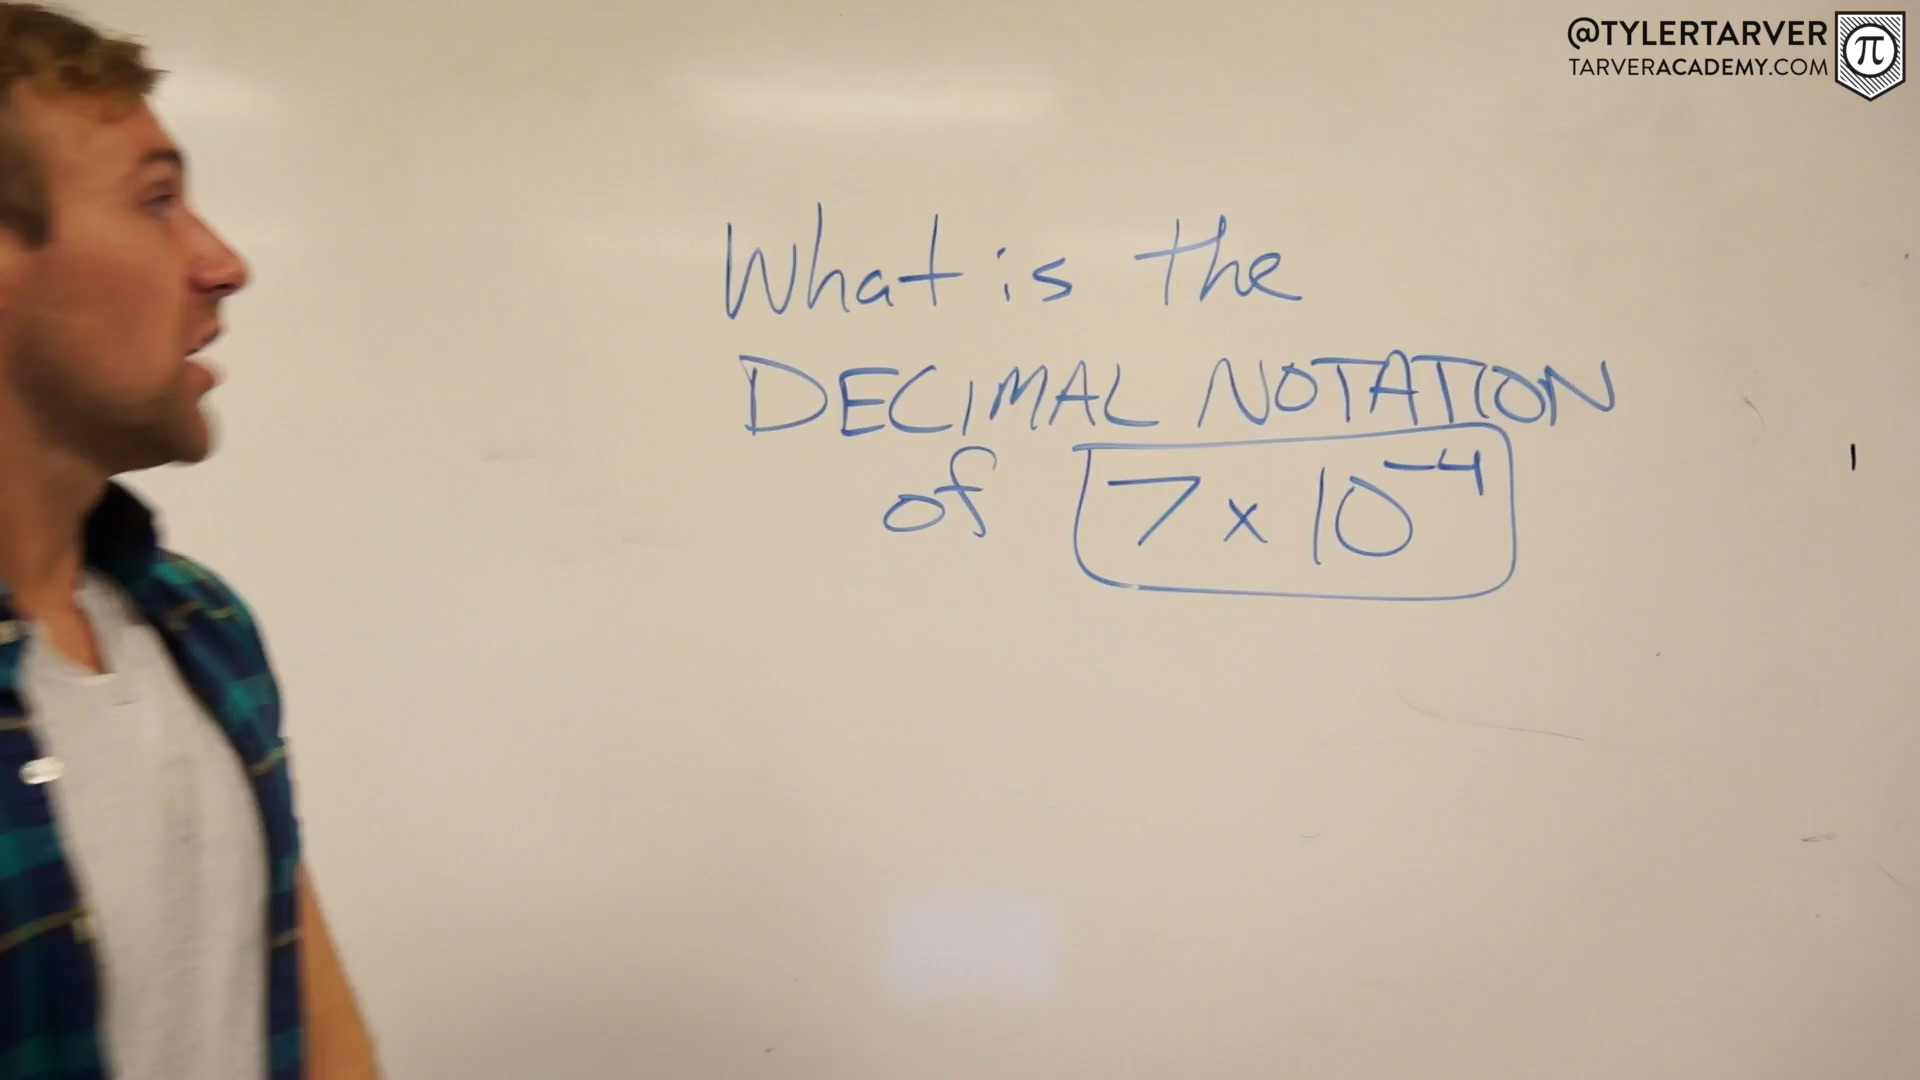 @TYLERTARVER
TARVERACADEMY.COM
π
What is the
DECIMAL NOTATION
of 7 x 10⁻⁴